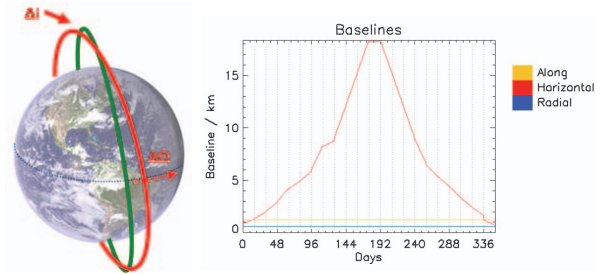 Δi
ΔΩ
Baselines
Baseline / km
15
10
5
0
0 48 96 144 192 240 288 336
Days
Along
Horizontal
Radial